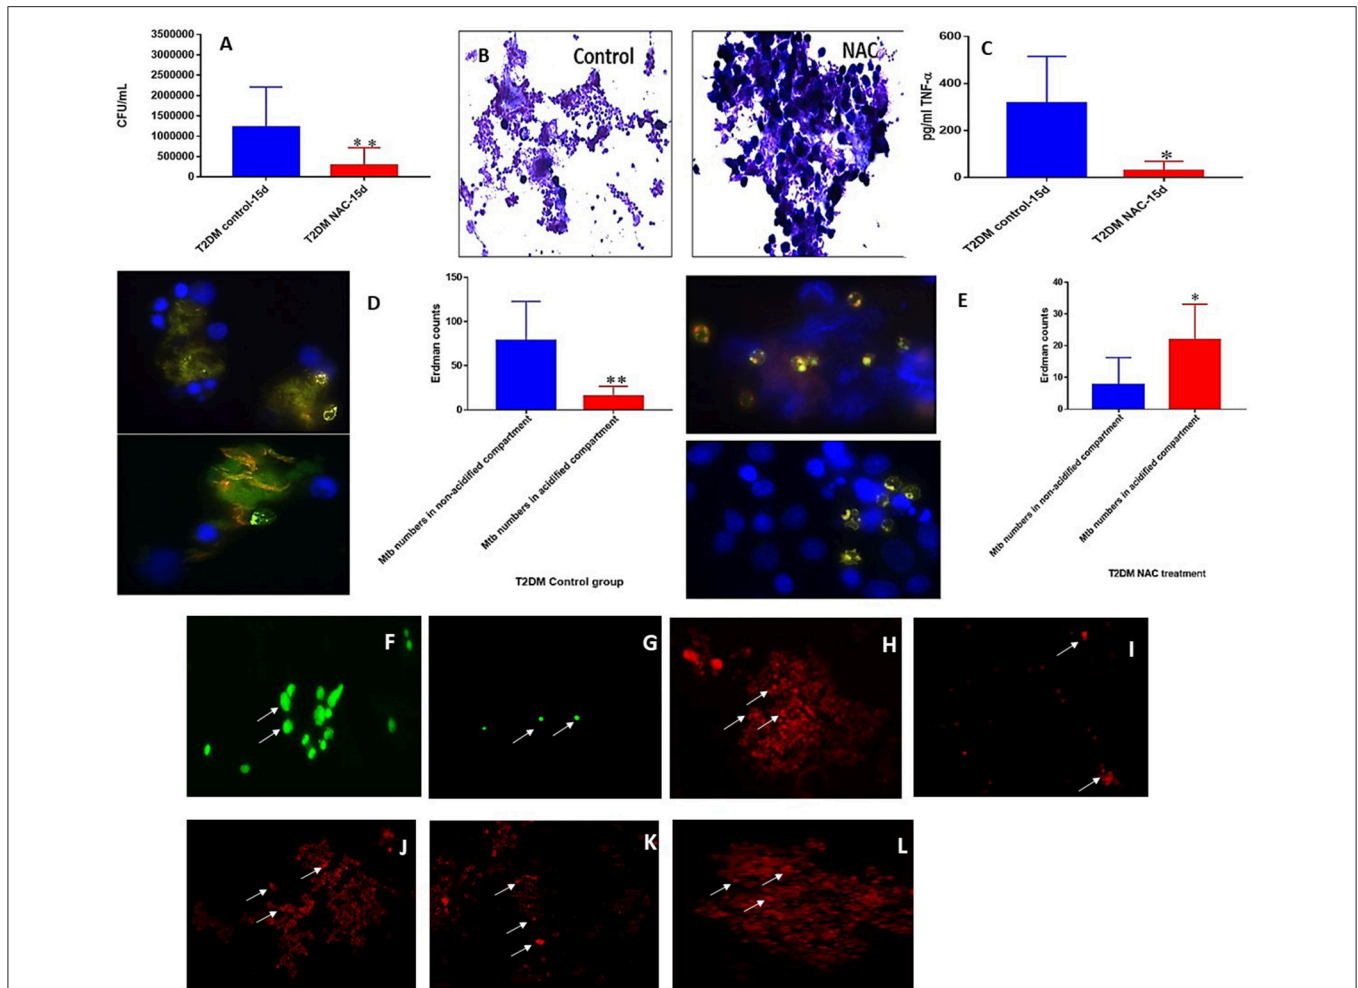 A
3500000
3000000
2500000
2000000
1500000
1000000
500000
0
CFU/mL
**
T2DM control-15d
T2DM NAC-15d
B
Control
NAC
C
600
400
200
0
pg/ml TNF-α
*
T2DM control-15d
T2DM NAC-15d
D
150
100
50
0
Erdman counts
**
Mtb numbers in non-acidified compartment
Mtb numbers in acidified compartment
T2DM Control group
E
40
30
20
10
0
Erdman counts
*
Mtb numbers in non-acidified compartment
Mtb numbers in acidified compartment
T2DM NAC treatment
F
G
H
I
J
K
L